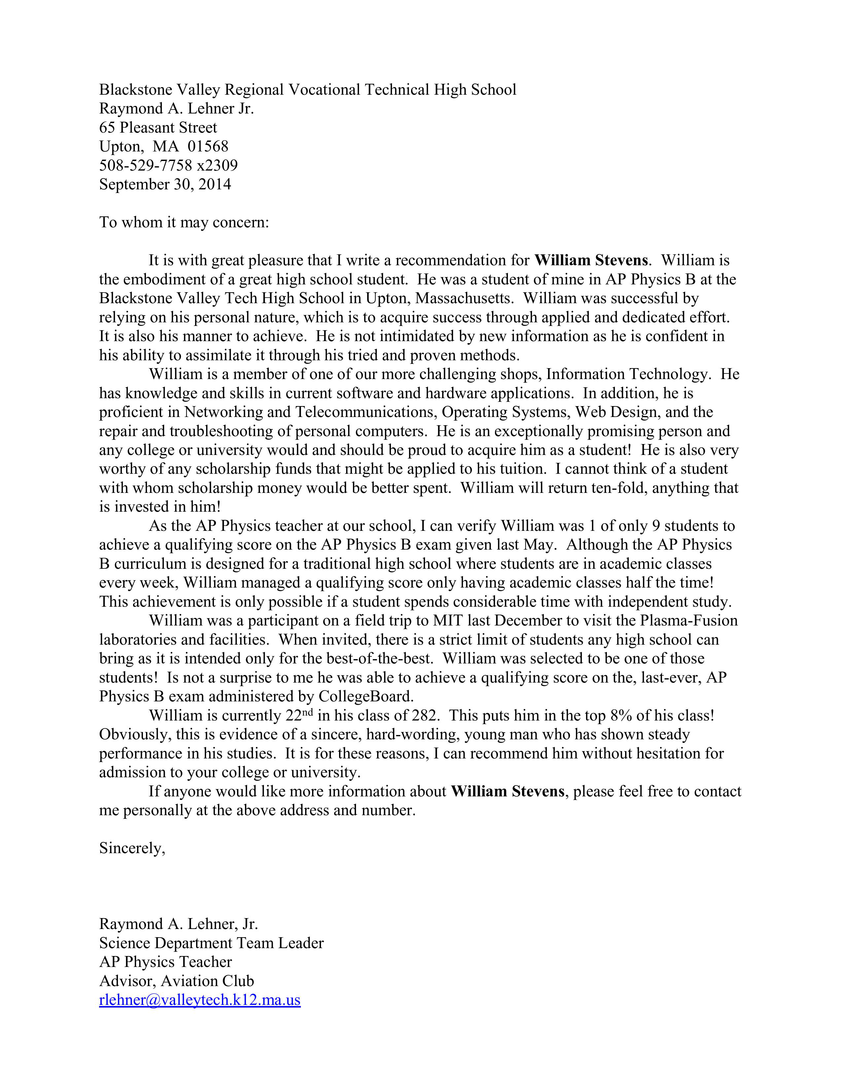 Blackstone Valley Regional Vocational Technical High School
Raymond A. Lehner Jr.
65 Pleasant Street
Upton,  MA  01568
508-529-7758 x2309
September 30, 2014
To whom it may concern:
It is with great pleasure that I write a recommendation for William Stevens.  William is
the embodiment of a great high school student.  He was a student of mine in AP Physics B at the
Blackstone Valley Tech High School in Upton, Massachusetts.  William was successful by
relying on his personal nature, which is to acquire success through applied and dedicated effort.
It is also his manner to achieve.  He is not intimidated by new information as he is confident in
his ability to assimilate it through his tried and proven methods.
William is a member of one of our more challenging shops, Information Technology.  He
has knowledge and skills in current software and hardware applications.  In addition, he is
proficient in Networking and Telecommunications, Operating Systems, Web Design, and the
repair and troubleshooting of personal computers.  He is an exceptionally promising person and
any college or university would and should be proud to acquire him as a student!  He is also very
worthy of any scholarship funds that might be applied to his tuition.  I cannot think of a student
with whom scholarship money would be better spent.  William will return ten-fold, anything that
is invested in him!
As the AP Physics teacher at our school, I can verify William was 1 of only 9 students to
achieve a qualifying score on the AP Physics B exam given last May.  Although the AP Physics
B curriculum is designed for a traditional high school where students are in academic classes
every week, William managed a qualifying score only having academic classes half the time!
This achievement is only possible if a student spends considerable time with independent study.
William was a participant on a field trip to MIT last December to visit the Plasma-Fusion
laboratories and facilities.  When invited, there is a strict limit of students any high school can
bring as it is intended only for the best-of-the-best.  William was selected to be one of those
students!  Is not a surprise to me he was able to achieve a qualifying score on the, last-ever, AP
Physics B exam administered by CollegeBoard.
William is currently 22nd in his class of 282.  This puts him in the top 8% of his class!
Obviously, this is evidence of a sincere, hard-wording, young man who has shown steady
performance in his studies.  It is for these reasons, I can recommend him without hesitation for
admission to your college or university.
If anyone would like more information about William Stevens, please feel free to contact
me personally at the above address and number.
Sincerely,
Raymond A. Lehner, Jr.
Science Department Team Leader
AP Physics Teacher
Advisor, Aviation Club
rlehner@valleytech.k12.ma.us